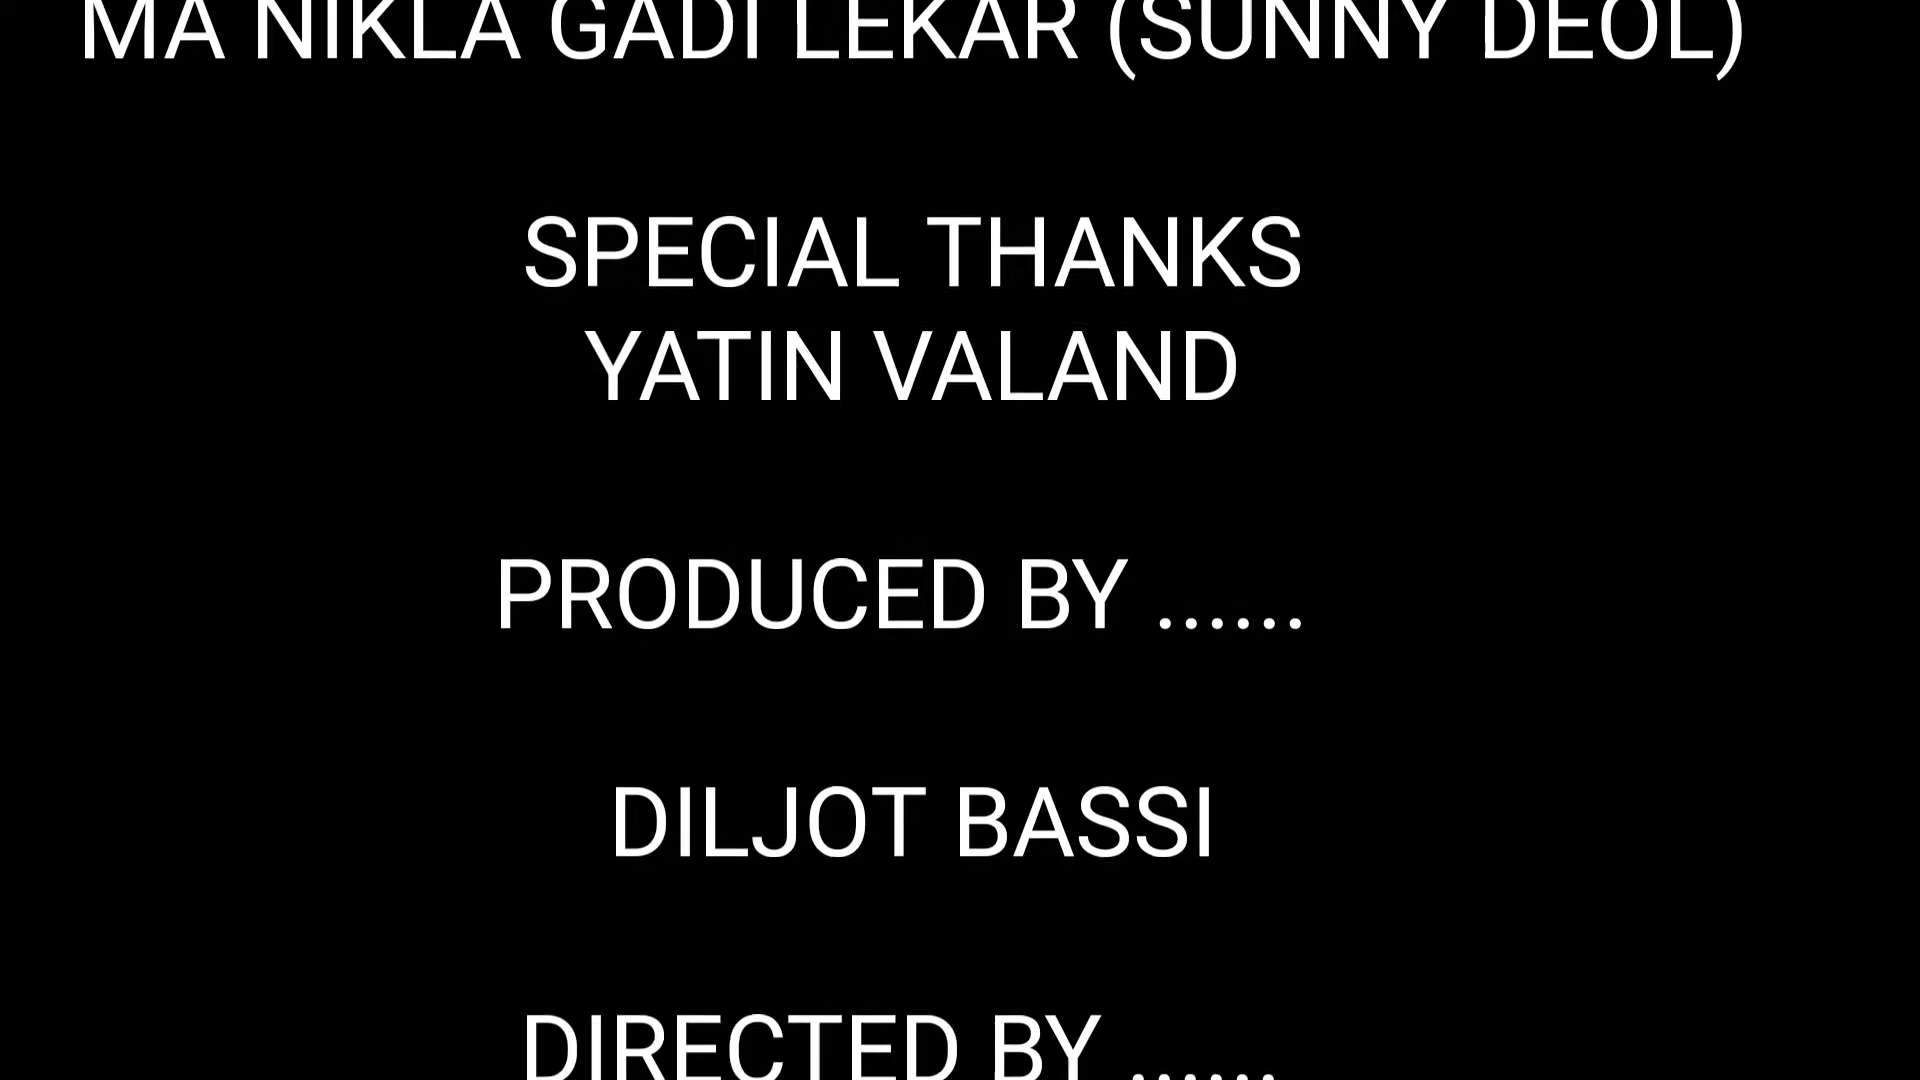 MA NIKLA GADI LEKAR (SUNNY DEOL)
SPECIAL THANKS
YATIN VALAND
PRODUCED BY ......
DILJOT BASSI
DIRECTED BY ......